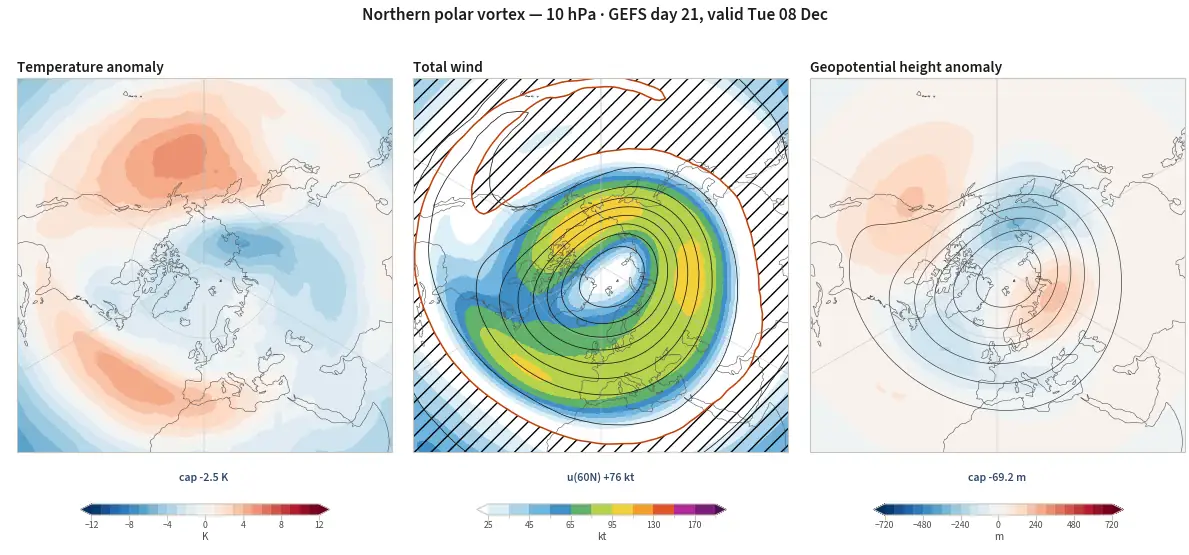 Northern polar vortex — 10 hPa · GEFS day 21, valid Tue 08 Dec
Temperature anomaly
Total wind
Geopotential height anomaly
cap -2.5 K
u(60N) +76 kt
cap -69.2 m
−12 −8 −4 0 4 8 12
K
25 45 65 95 130 170
kt
−720 −480 −240 0 240 480 720
m